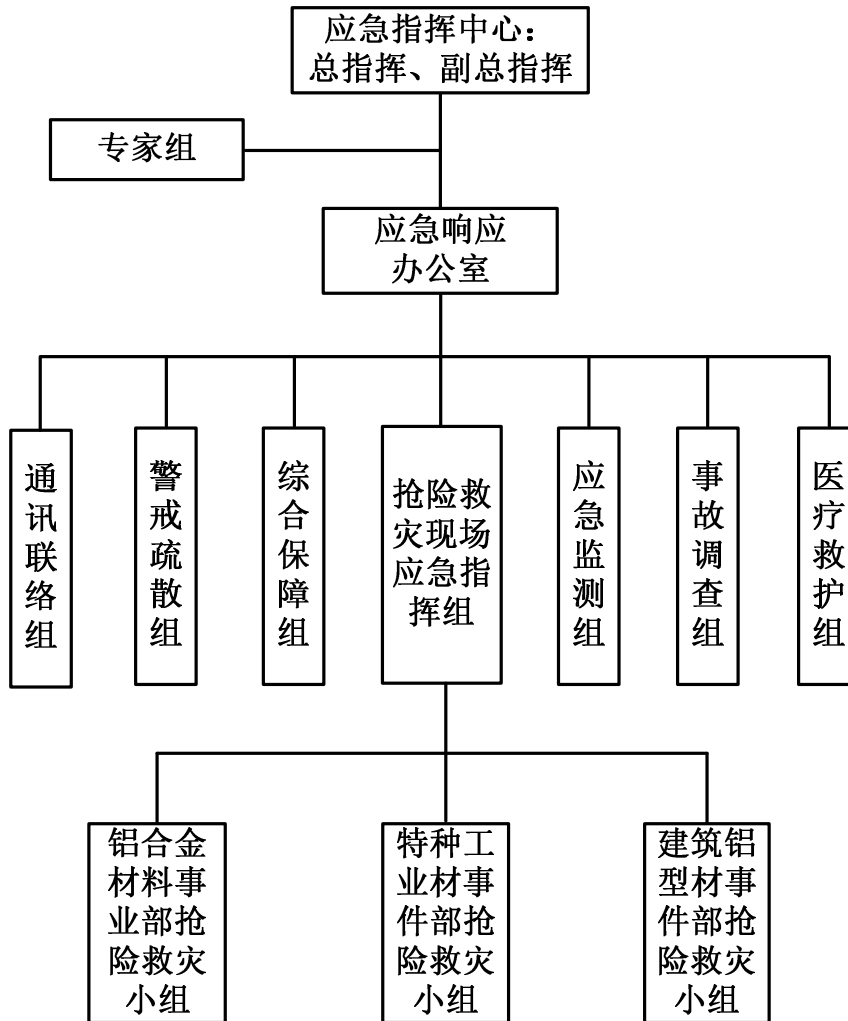 应急指挥中心：
总指挥、副总指挥
专家组
应急响应
办公室
通讯联络组
警戒疏散组
综合保障组
抢险救
灾现场
应急指
挥组
应急监测组
事故调查组
医疗救护组
铝合金
材料事
业部抢
险救灾
小组
特种工
业材事
件部抢
险救灾
小组
建筑铝
型材事
件部抢
险救灾
小组